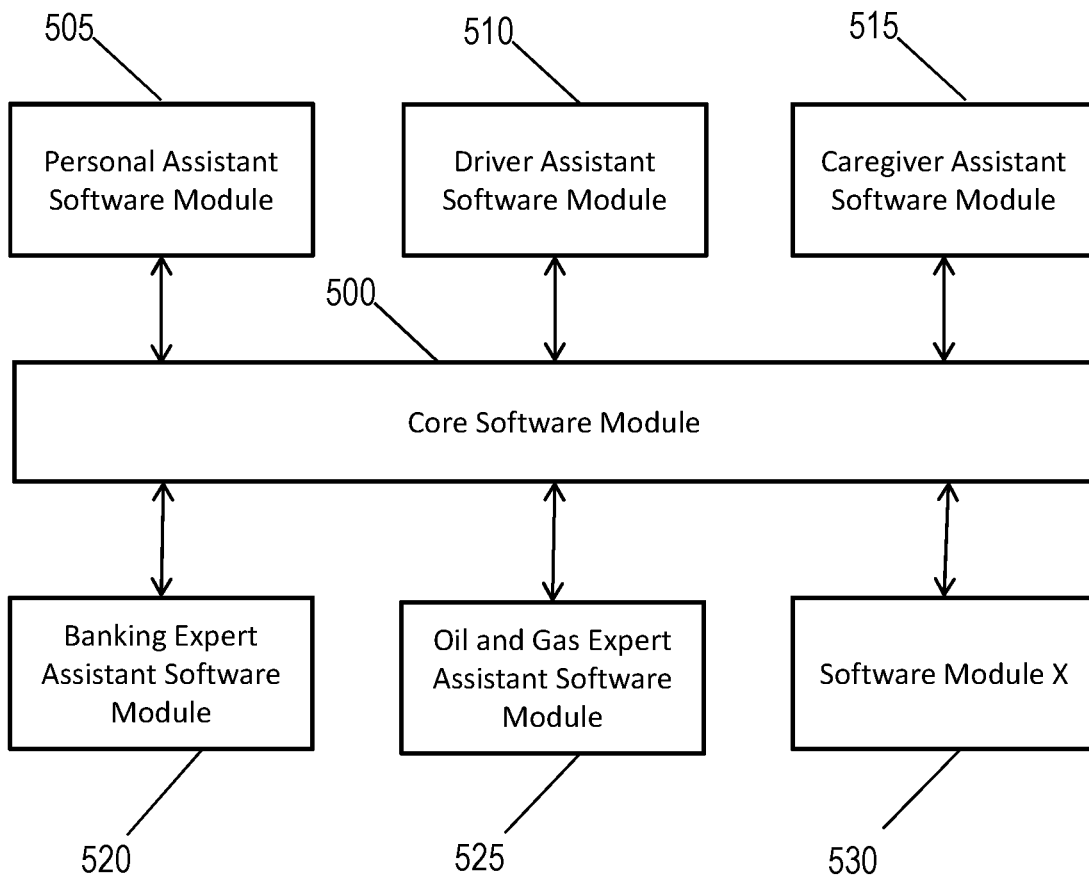 505
510
515
Personal Assistant
Software Module
Driver Assistant
Software Module
Caregiver Assistant
Software Module
500
Core Software Module
Banking Expert
Assistant Software
Module
Oil and Gas Expert
Assistant Software
Module
Software Module X
520
525
530